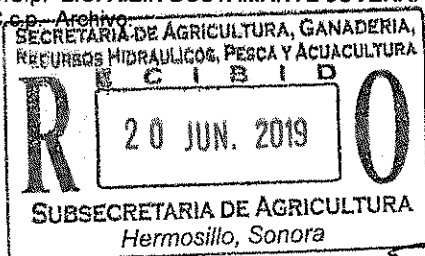 C.c.p.- Archivo.
SECRETARIA DE AGRICULTURA, GANADERIA,
RECURSOS HIDRAULICOS, PESCA Y ACUACULTURA
R E C I B I D O
20 JUN. 2019
SUBSECRETARIA DE AGRICULTURA
Hermosillo, Sonora